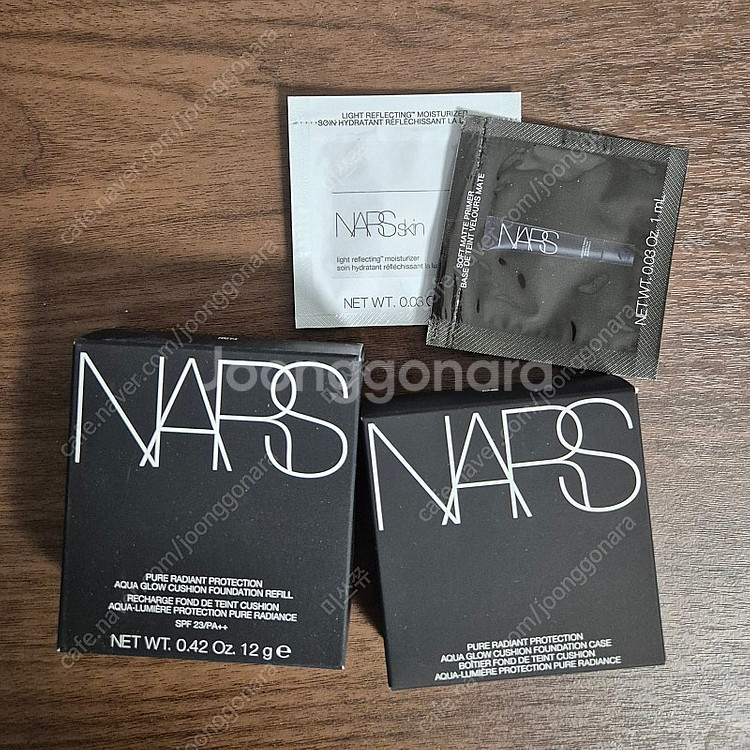 LIGHT REFLECTING™ MOISTURIZER
SOIN HYDRATANT RÉFLÉCHISSANT LA
NARSskin
light reflecting™ moisturizer
soin hydratant réfléchissant la
NET WT. 0.03
SOFT MATTE PRIMER
BASE DE TEINT VELOURS MATE
NARS
NET WT. 0.03 Oz. 1 mL
Joonggonara
NARS
PURE RADIANT PROTECTION
AQUA GLOW CUSHION FOUNDATION REFILL
RECHARGE FOND DE TEINT CUSHION
AQUA-LUMIÈRE PROTECTION PURE RADIANCE
SPF 23/PA++
NET WT. 0.42 Oz. 12 g e
NARS
PURE RADIANT PROTECTION
AQUA GLOW CUSHION FOUNDATION CASE
BOÎTIER FOND DE TEINT CUSHION
AQUA-LUMIÈRE PROTECTION PURE RADIANCE
미스쮸
cafe.naver.com/joonggonara